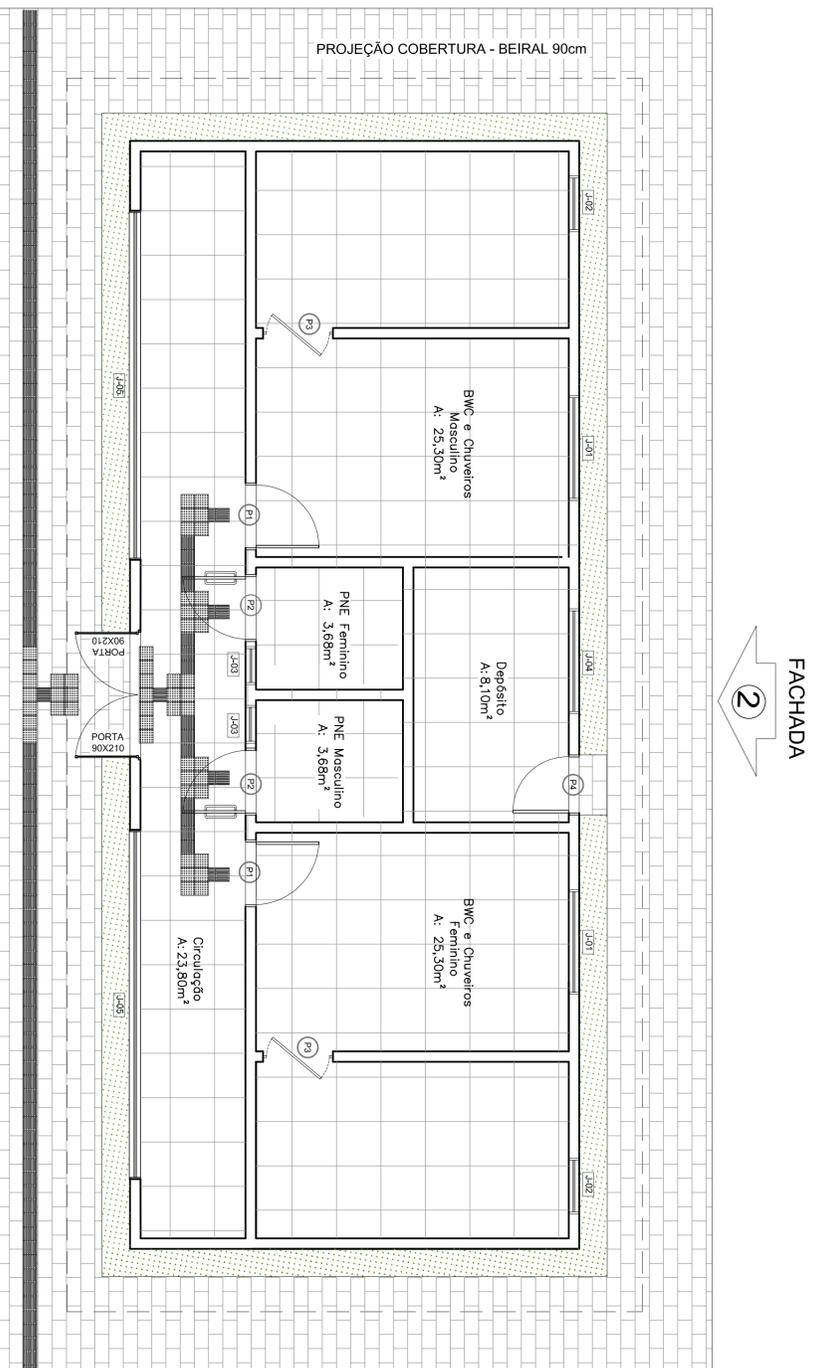 PROJEÇÃO COBERTURA - BEIRAL 90cm
J-02
P3
J-05
BWC e Chuveiros
Masculino
A: 25,30m²
J-01
P1
P2
PNE Feminino
A: 3,68m²
J-03
Depósito
A:8,10m²
J-04
FACHADA
2
PORTA
90X210
PORTA
90X210
J-03
PNE Masculino
A: 3,68m²
P2
P4
P1
BWC e Chuveiros
Feminino
A: 25,30m²
J-01
Circulação
A: 23,80m²
J-05
P3
J-02